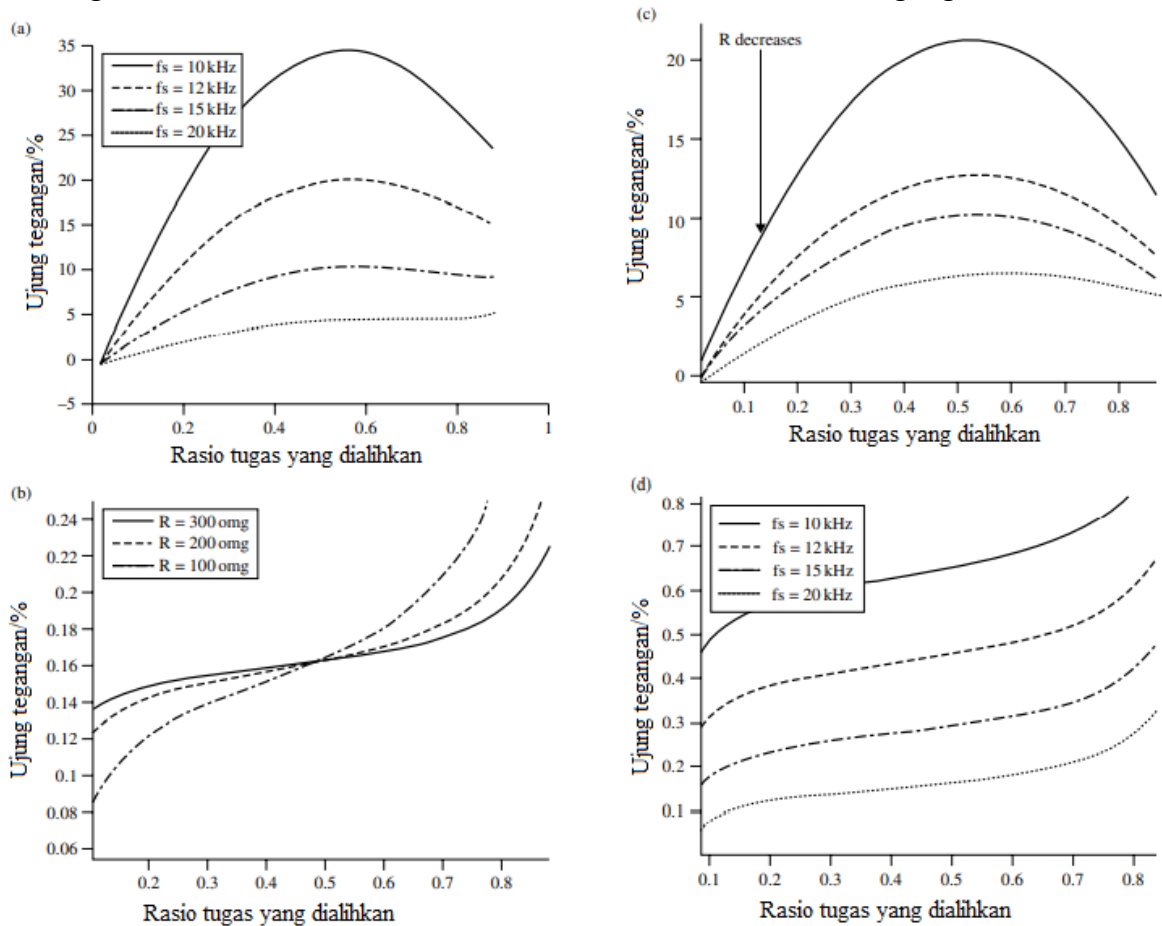 (a)
35
30
25
20
15
10
5
0
–5
Ujung tegangan/%
fs = 10 kHz
fs = 12 kHz
fs = 15 kHz
fs = 20 kHz
0 0.2 0.4 0.6 0.8 1
Rasio tugas yang dialihkan
(c)
R decreases
20
15
10
5
0
Ujung tegangan/%
0.1 0.2 0.3 0.4 0.5 0.6 0.7 0.8
Rasio tugas yang dialihkan
(b)
0.24
0.22
0.2
0.18
0.16
0.14
0.12
0.1
0.08
0.06
Ujung tegangan/%
R = 300 omg
R = 200 omg
R = 100 omg
0.2 0.3 0.4 0.5 0.6 0.7 0.8
Rasio tugas yang dialihkan
(d)
0.8
0.7
0.6
0.5
0.4
0.3
0.2
0.1
Ujung tegangan/%
fs = 10 kHz
fs = 12 kHz
fs = 15 kHz
fs = 20 kHz
0.1 0.2 0.3 0.4 0.5 0.6 0.7 0.8
Rasio tugas yang dialihkan